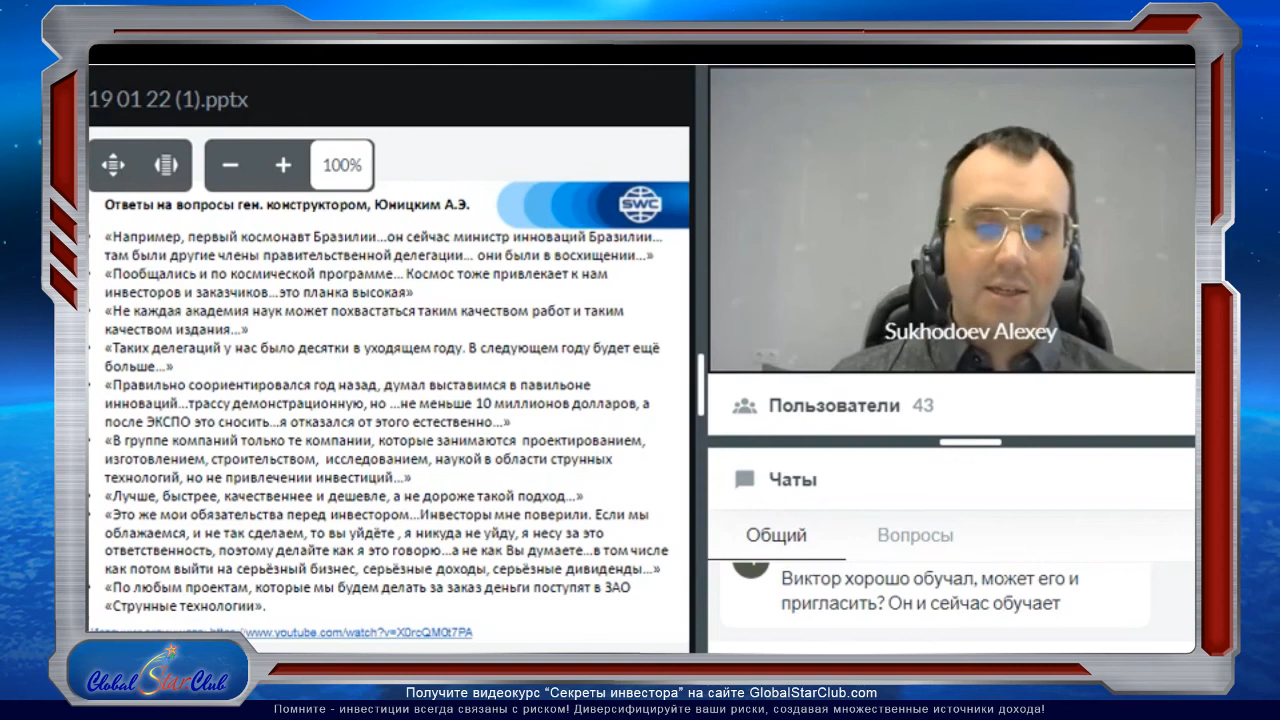 19 01 22 (1).pptx
100%
Ответы на вопросы ген. конструктором, Юницким А.Э.
SWC
«Например, первый космонавт Бразилии…он сейчас министр инноваций Бразилии…
там были другие члены правительственной делегации… они были в восхищении…»
«Пообщались и по космической программе… Космос тоже привлекает к нам
инвесторов и заказчиков…это планка высокая»
«Не каждая академия наук может похвастаться таким качеством работ и таким
качеством издания…»
«Таких делегаций у нас было десятки в уходящем году. В следующем году будет ещё
больше…»
«Правильно соориентировался год назад, думал выставимся в павильоне
инноваций…трассу демонстрационную, но …не меньше 10 миллионов долларов, а
после ЭКСПО это сносить…я отказался от этого естественно…»
«В группе компаний только те компании, которые занимаются проектированием,
изготовлением, строительством, исследованием, наукой в области струнных
технологий, но не привлечении инвестиций…»
«Лучше, быстрее, качественнее и дешевле, а не дороже такой подход…»
«Это же мои обязательства перед инвестором…Инвесторы мне поверили. Если мы
облажаемся, и не так сделаем, то вы уйдёте , я никуда не уйду, я несу за это
ответственность, поэтому делайте как я это говорю…а не как Вы думаете…в том числе
как потом выйти на серьёзный бизнес, серьёзные доходы, серьёзные дивиденды…»
«По любым проектам, которые мы будем делать за заказ деньги поступят в ЗАО
«Струнные технологии».
https://www.youtube.com/watch?v=X0rcQM0t7PA
Sukhodoev Alexey
Пользователи 43
Чаты
Общий
Вопросы
Виктор хорошо обучал, может его и
пригласить? Он и сейчас обучает
Global Star Club
Получите видеокурс "Секреты инвестора" на сайте GlobalStarClub.com
Помните - инвестиции всегда связаны с риском! Диверсифицируйте ваши риски, создавая множественные источники дохода!